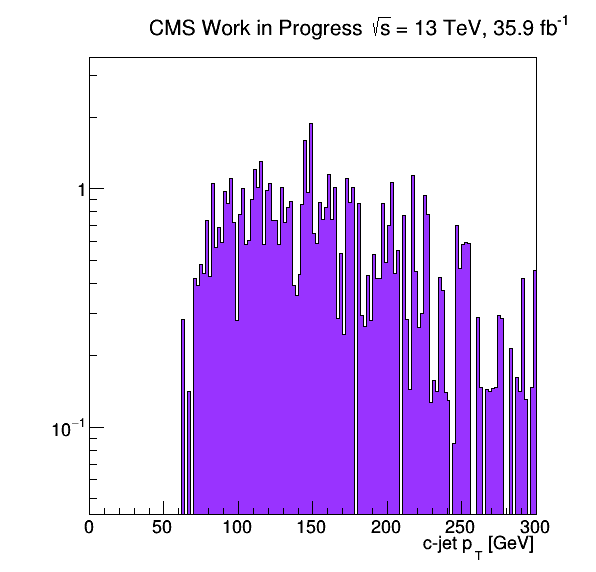 CMS Work in Progress √s = 13 TeV, 35.9 fb⁻¹
1
10⁻¹
0 50 100 150 200 250 300
c-jet p_T [GeV]